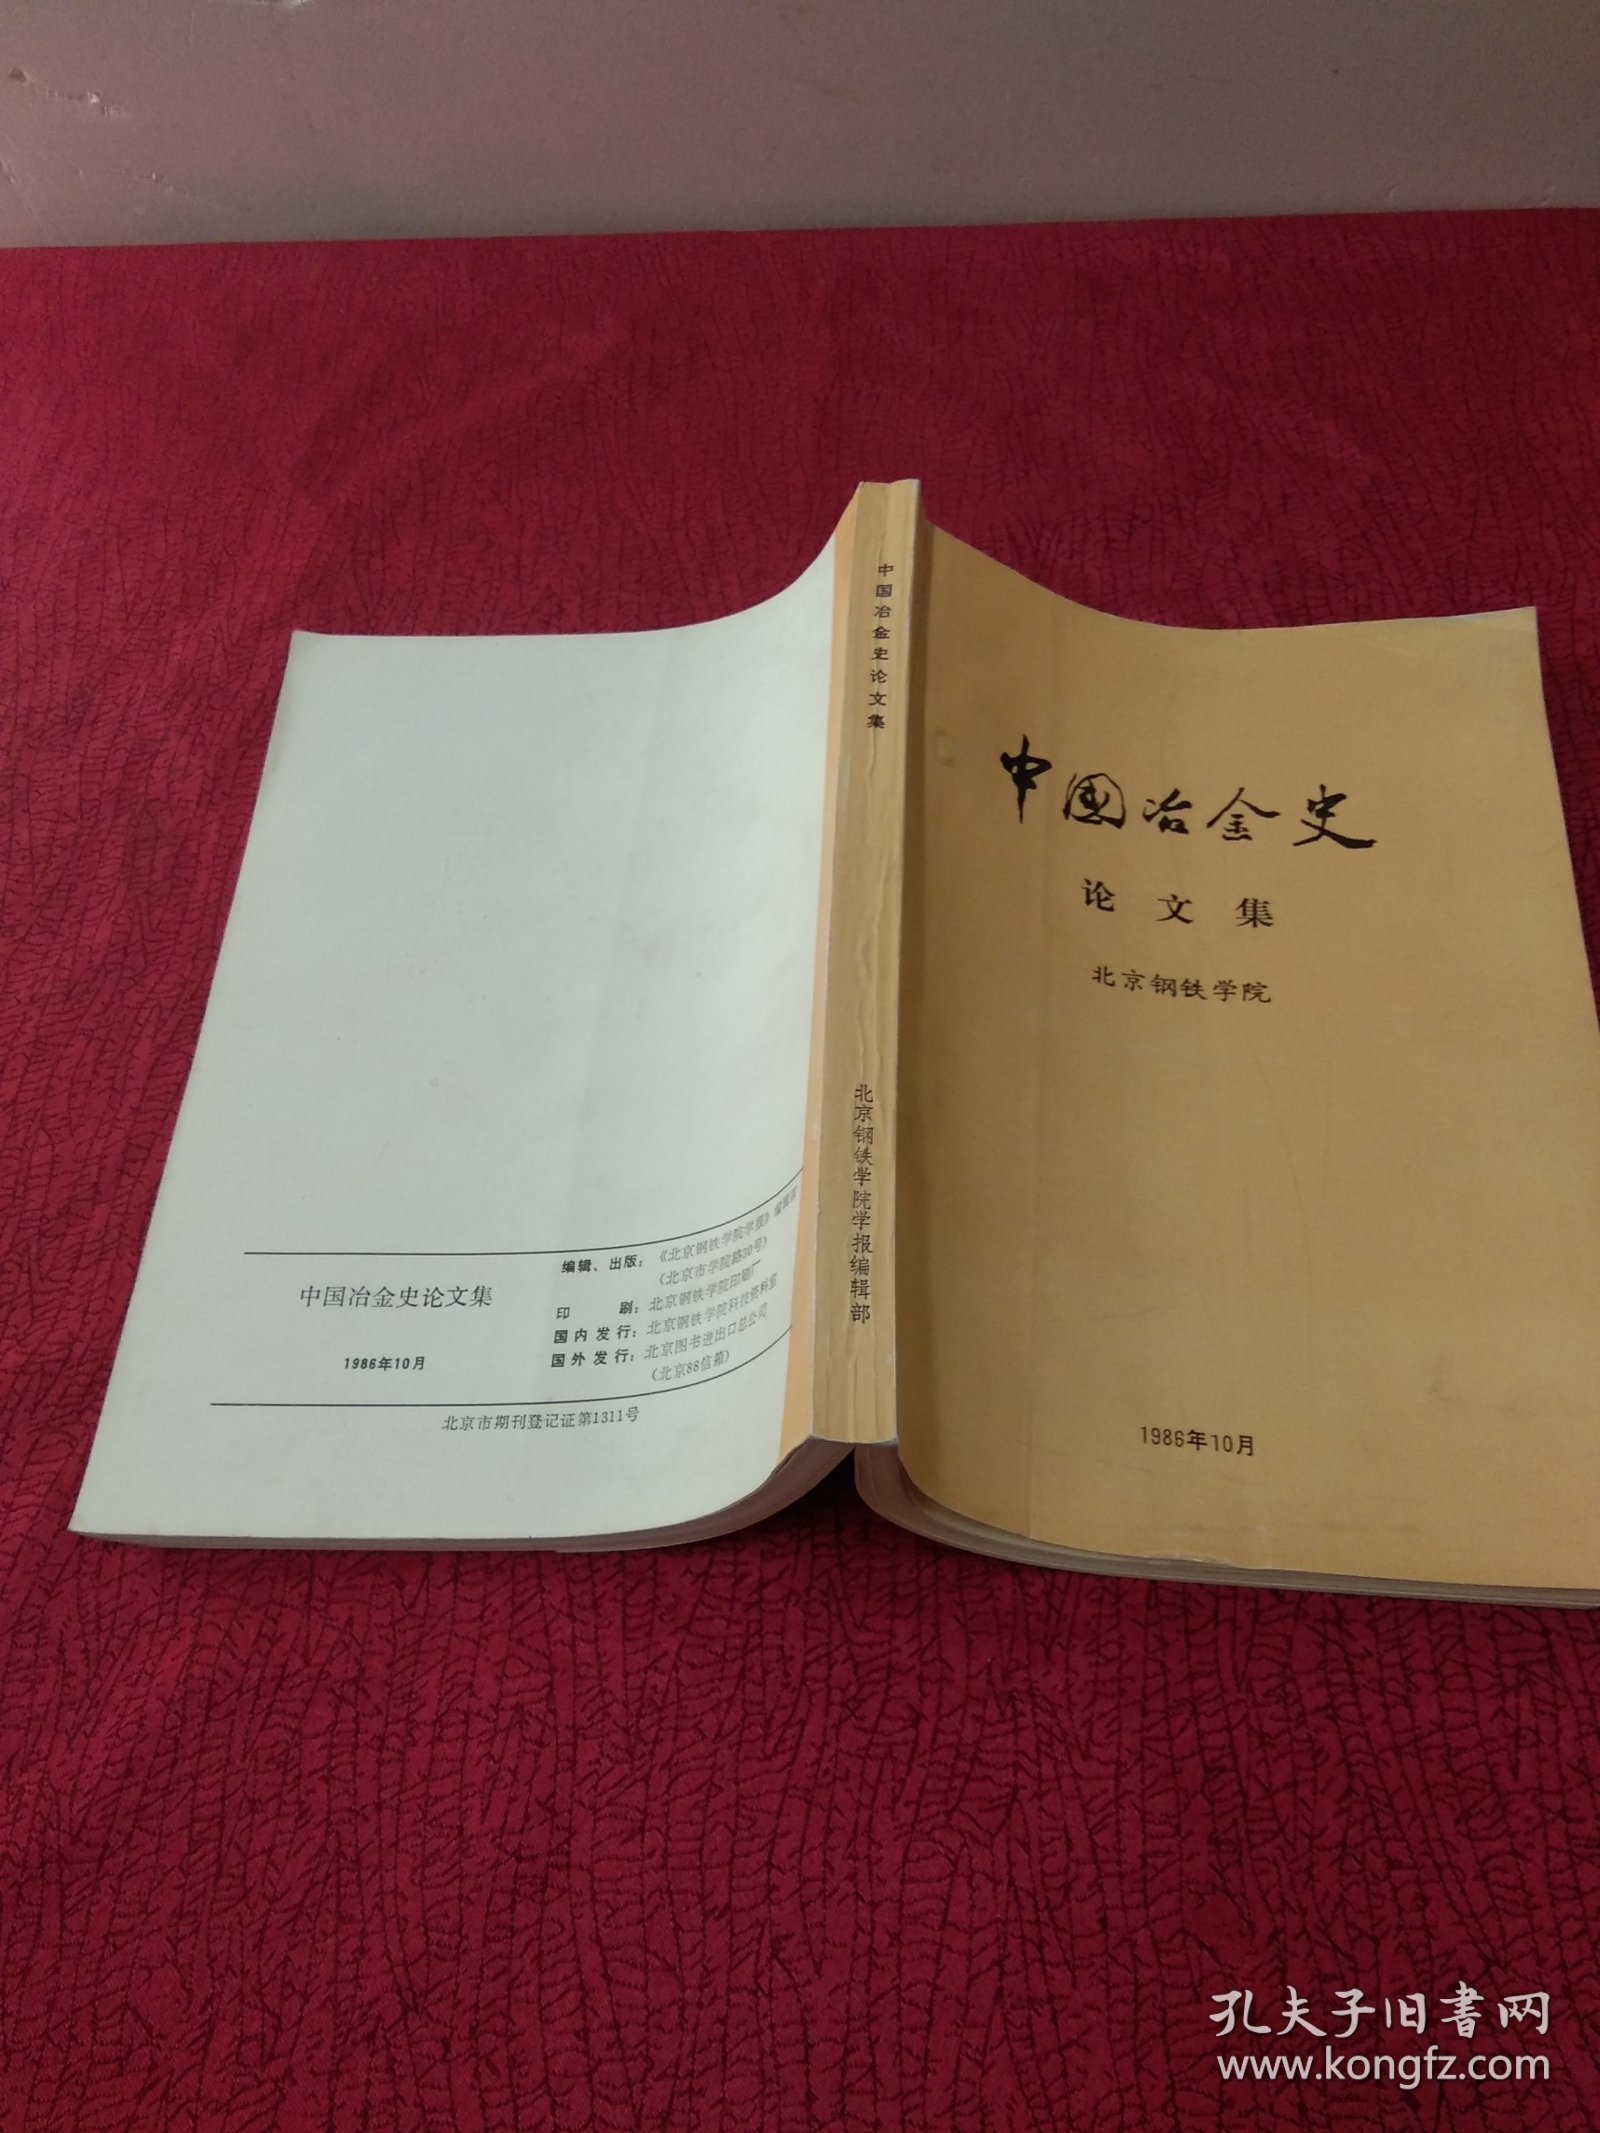 中国冶金史
论文集
北京钢铁学院
1986年10月
中国冶金史论文集
北京钢铁学院学报编辑部
中国冶金史论文集
1986年10月
编辑、出版：《北京钢铁学院学报》编辑部
（北京市学院路30号）
印 刷：北京钢铁学院印刷厂
国内发行：北京钢铁学院科技资料室
国外发行：北京图书进出口总公司
（北京88信箱）
北京市期刊登记证第1311号
孔夫子旧書网
www.kongfz.com